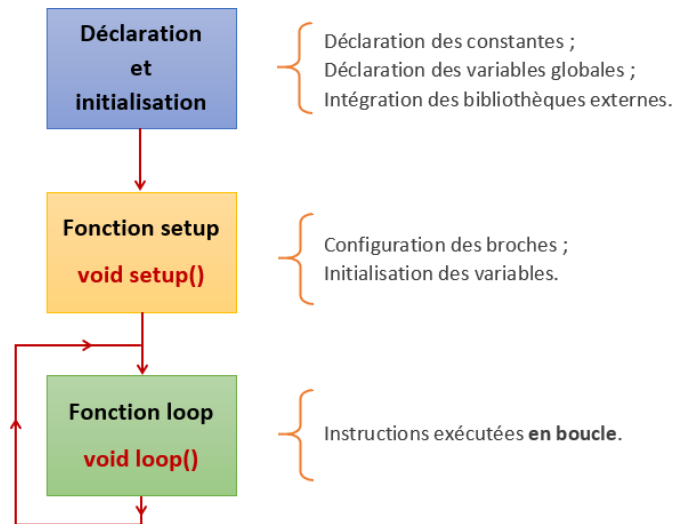 Déclaration
et
initialisation
Déclaration des constantes ;
Déclaration des variables globales ;
Intégration des bibliothèques externes.
Fonction setup
void setup()
Configuration des broches ;
Initialisation des variables.
Fonction loop
void loop()
Instructions exécutées en boucle.